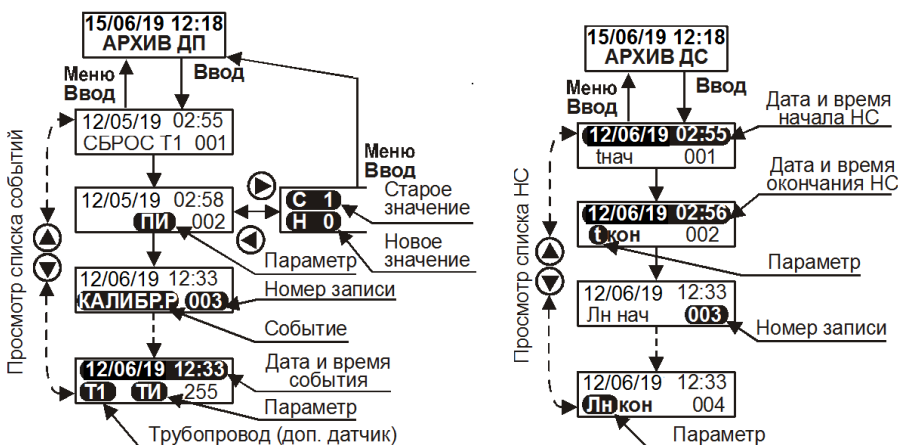 15/06/19 12:18
АРХИВ ДП
Меню
Ввод
Ввод
12/05/19 02:55
СБРОС Т1 001
12/05/19 02:58
ПИ 002
С 1
Н 0
Меню
Ввод
Старое
значение
Новое
значение
Параметр
12/06/19 12:33
КАЛИБР.Р 003
Номер записи
Событие
12/06/19 12:33
Т1 ТИ 255
Дата и время
события
Параметр
Трубопровод (доп. датчик)
Просмотр списка событий
15/06/19 12:18
АРХИВ ДС
Меню
Ввод
Ввод
12/06/19 02:55
tнач 001
Дата и время
начала НС
12/06/19 02:56
tкон 002
Дата и время
окончания НС
Параметр
12/06/19 12:33
Лн нач 003
Номер записи
12/06/19 12:33
Лн кон 004
Параметр
Просмотр списка НС